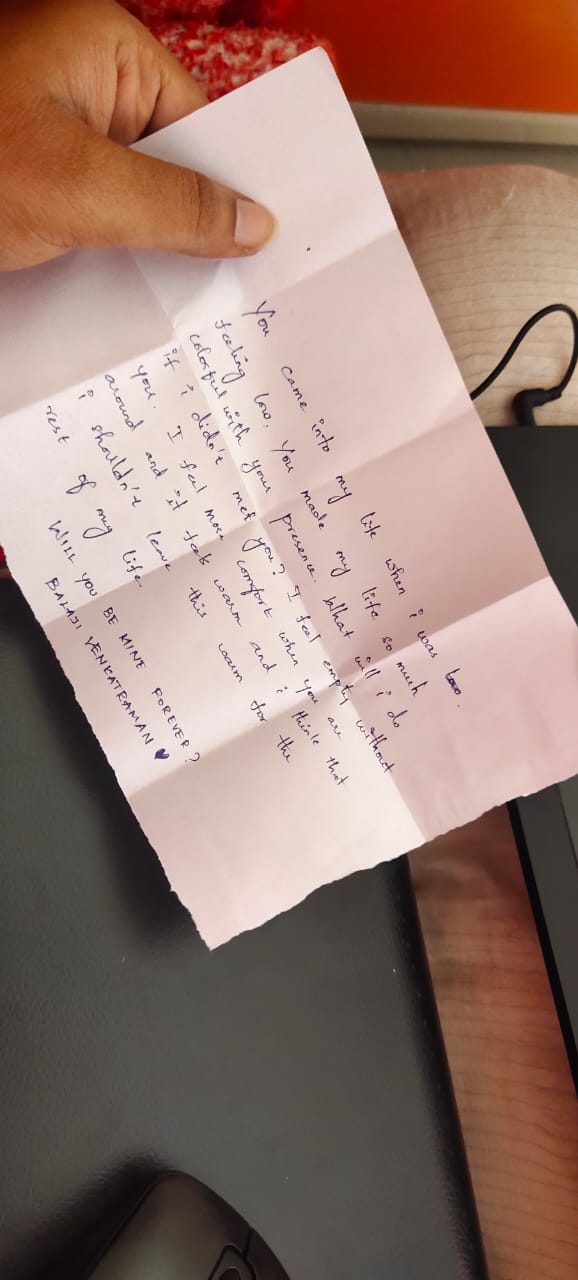 You came into my life when i was
feeling low. You made my life so much
colorful with your presence. What will i do
if i didn't met you? I feel empty without
you. I feel more comfort when you are
around and it feels warm and i think that
i shouldn't leave this warm for the
rest of my life.
WILL YOU BE MINE FOREVER?
BALAJI VENKATRAMAN ♥